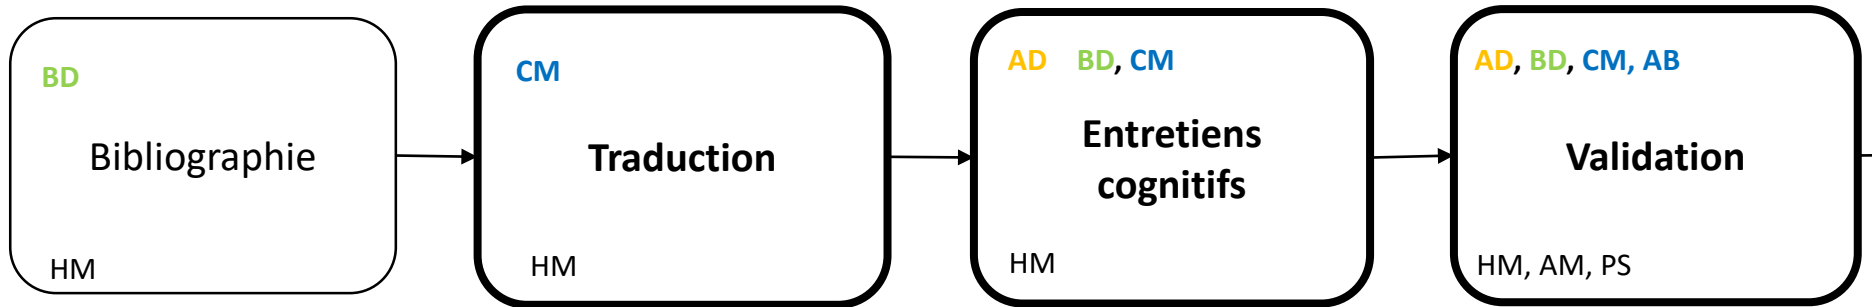 BD
Bibliographie
HM
CM
Traduction
HM
AD BD, CM
Entretiens
cognitifs
HM
AD, BD, CM, AB
Validation
HM, AM, PS